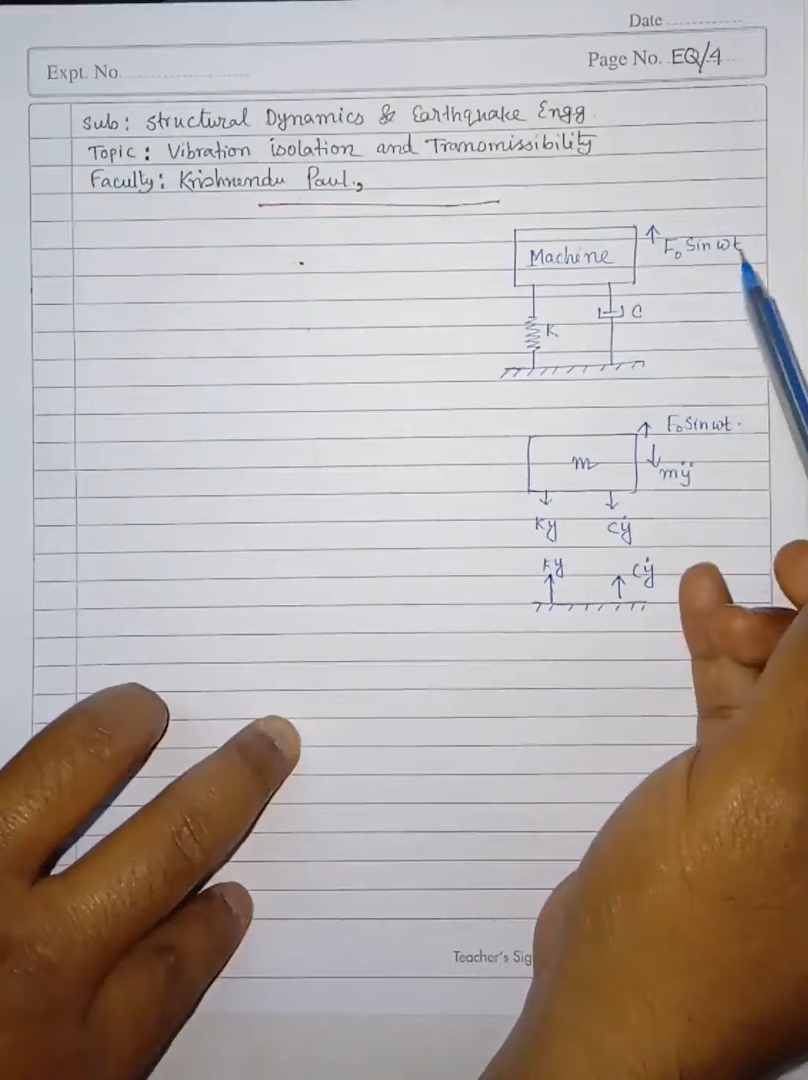 Date
Expt. No.
Page No. EQ/4
Sub: Structural Dynamics & Earthquake Engg.
Topic: Vibration isolation and Transmissibility
Faculty: Krishnendu Paul.,
Machine
F₀ Sin ωt
K
C
F₀ Sin ωt.
m
mÿ
Ky
Cẏ
Ky
Cẏ
Teacher's Sig